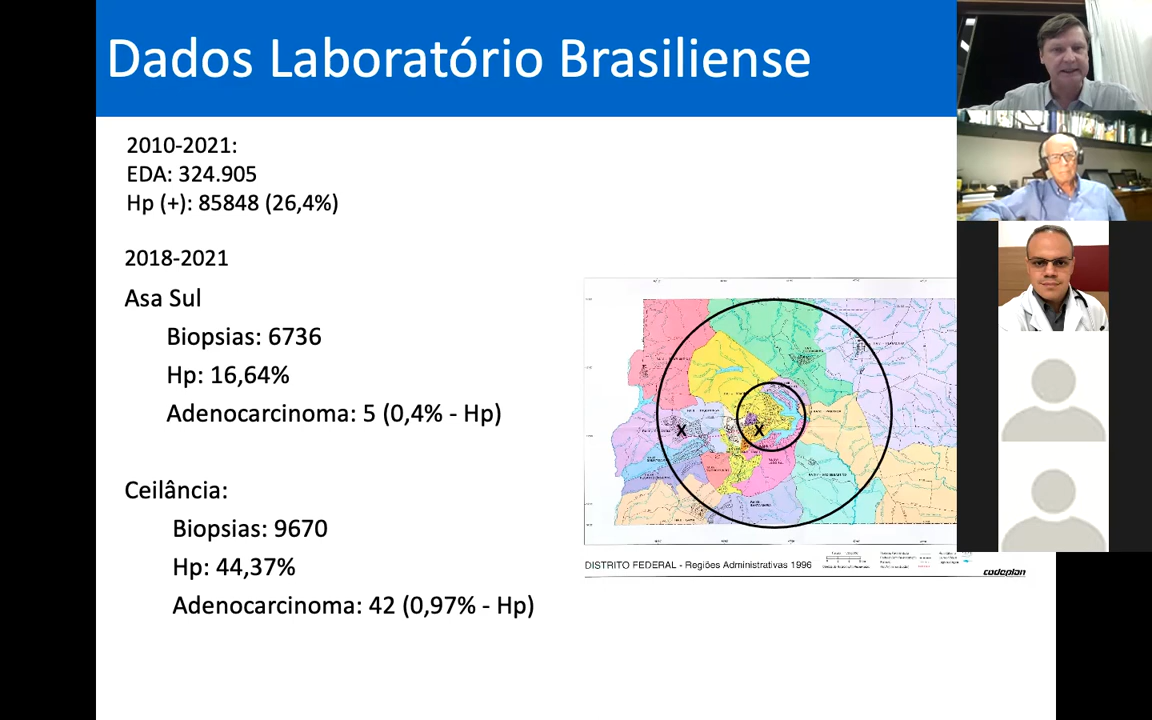 Dados Laboratório Brasiliense
2010-2021:
EDA: 324.905
Hp (+): 85848 (26,4%)
2018-2021
Asa Sul
Biopsias: 6736
Hp: 16,64%
Adenocarcinoma: 5 (0,4% - Hp)
Ceilância:
Biopsias: 9670
Hp: 44,37%
Adenocarcinoma: 42 (0,97% - Hp)
X
X
DISTRITO FEDERAL - Regiões Administrativas 1996
codeplan